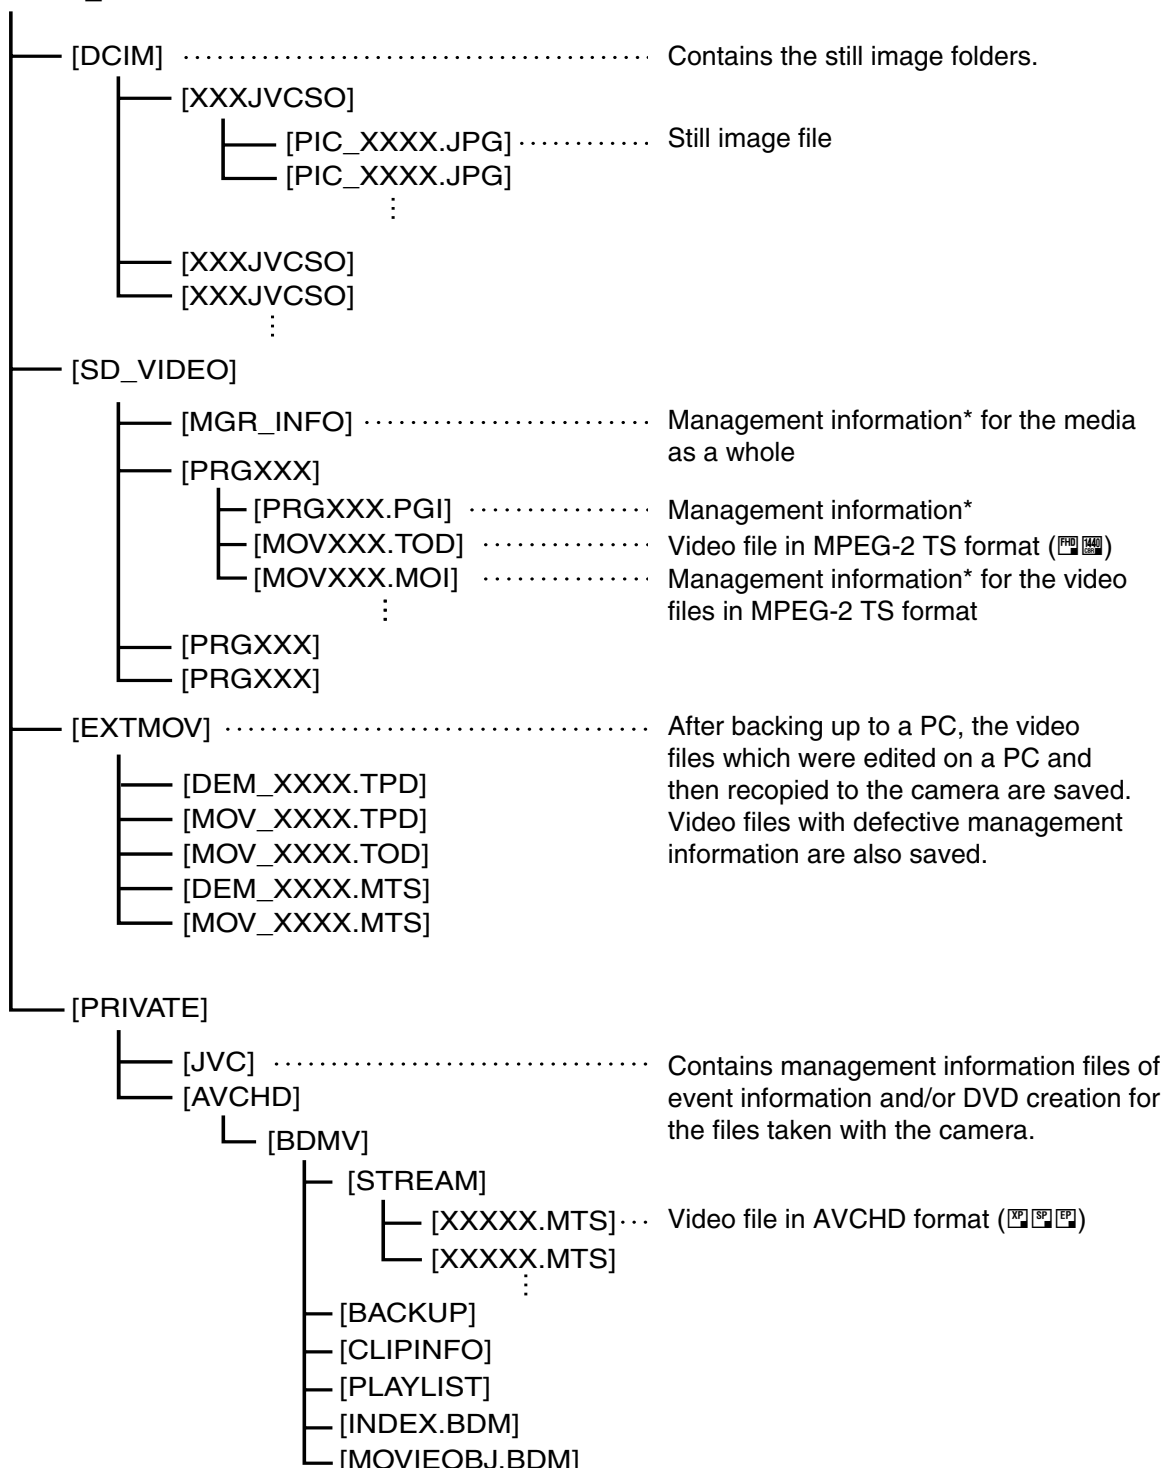 [DCIM] Contains the still image folders.
[XXXJVCSO]
[PIC_XXXX.JPG] Still image file
[PIC_XXXX.JPG]
[XXXJVCSO]
[XXXJVCSO]
[SD_VIDEO]
[MGR_INFO] Management information* for the media
as a whole
[PRGXXX]
[PRGXXX.PGI] Management information*
[MOVXXX.TOD] Video file in MPEG-2 TS format (FHD 1440 CBR)
[MOVXXX.MOI] Management information* for the video
files in MPEG-2 TS format
[PRGXXX]
[PRGXXX]
[EXTMOV] After backing up to a PC, the video
files which were edited on a PC and
then recopied to the camera are saved.
Video files with defective management
information are also saved.
[DEM_XXXX.TPD]
[MOV_XXXX.TPD]
[MOV_XXXX.TOD]
[DEM_XXXX.MTS]
[MOV_XXXX.MTS]
[PRIVATE]
[JVC] Contains management information files of
event information and/or DVD creation for
the files taken with the camera.
[AVCHD]
[BDMV]
[STREAM]
[XXXXX.MTS] Video file in AVCHD format (XP SP EP)
[XXXXX.MTS]
[BACKUP]
[CLIPINFO]
[PLAYLIST]
[INDEX.BDM]
[MOVIEOBJ.BDM]